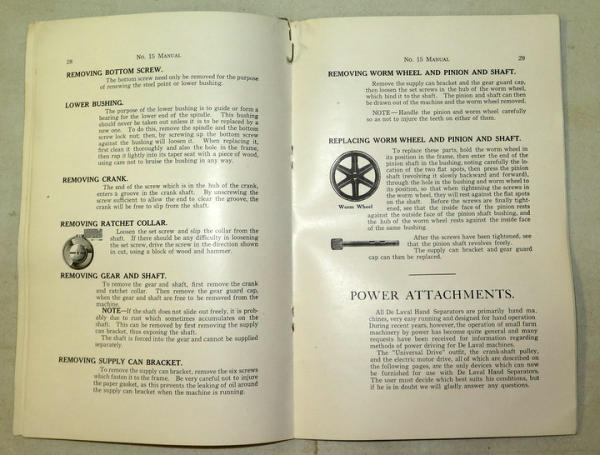 28
No. 15 Manual
REMOVING BOTTOM SCREW.
The bottom screw need only be removed for the purpose
of renewing the steel point or lower bushing.
LOWER BUSHING.
The purpose of the lower bushing is to guide or form a
bearing for the lower end of the spindle. This bushing
should never be taken out unless it is to be replaced by a
new one. To do this, remove the spindle and the bottom
screw lock nut; then, by screwing up the bottom screw
against the bushing will loosen it. When replacing it,
first clean it thoroughly and also the hole in the frame,
then rap it lightly into its taper seat with a piece of wood,
using care not to bruise the bushing in any way.
REMOVING CRANK.
The end of the screw which is in the hub of the crank,
enters a groove in the crank shaft. By unscrewing the
screw sufficient to allow the end to clear the groove, the
crank will be free to slip from the shaft.
REMOVING RATCHET COLLAR.
Loosen the set screw and slip the collar from the
shaft. If there should be any difficulty in loosening
the set screw, drive the screw in the direction shown
in cut, using a block of wood and hammer.
REMOVING GEAR AND SHAFT.
To remove the gear and shaft, first remove the crank
and ratchet collar. Then remove the gear guard cap,
when the gear and shaft are free to be removed from the
machine.
NOTE—If the shaft does not slide out freely, it is prob-
ably due to rust which sometimes accumulates on the
shaft. This can be removed by first removing the supply
can bracket, thus exposing the shaft.
The shaft is forced into the gear and cannot be supplied
separately.
REMOVING SUPPLY CAN BRACKET.
To remove the supply can bracket, remove the six screws
which fasten it to the frame. Be very careful not to injure
the paper gasket, as this prevents the leaking of oil around
the supply can bracket when the machine is running.
No. 15 Manual
29
REMOVING WORM WHEEL AND PINION AND SHAFT.
Remove the supply can bracket and the gear guard cap,
then loosen the set screws in the hub of the worm wheel,
which bind it to the shaft. The pinion and shaft can then
be drawn out of the machine and the worm wheel removed.
NOTE—Handle the pinion and worm wheel carefully
so as not to injure the teeth on either of them.
REPLACING WORM WHEEL AND PINION AND SHAFT.
To replace these parts, hold the worm wheel in
its position in the frame, then enter the end of the
pinion shaft in the bushing, noting carefully the lo-
cation of the two flat spots, then press the pinion
shaft (revolving it slowly backward and forward),
through the hole in the bushing and worm wheel to
its position, so that when tightening the screws in
the worm wheel, they will rest against the flat spots
on the shaft. Before the screws are finally tight-
ened, see that the inside face of the pinion rests
against the outside face of the pinion shaft bushing, and
the hub of the worm wheel rests against the inside face
of the same bushing.
Worm Wheel
After the screws have been tightened, see
that the pinion shaft revolves freely.
The supply can bracket and gear guard
cap can then be replaced.
POWER ATTACHMENTS.
All De Laval Hand Separators are primarily hand ma-
chines, very easy running and designed for hand operation.
During recent years, however, the operation of small farm
machinery by power has become quite general and many
requests have been received for information regarding
methods of power driving for De Laval machines.
The "Universal Drive" outfit, the crankshaft pulley,
and the electric motor drive, all of which are described on
the following pages, are the only devices which can now
be furnished for use with De Laval Hand Separators.
The user must decide which best suits his conditions, but
if he is in doubt we will gladly answer any questions.